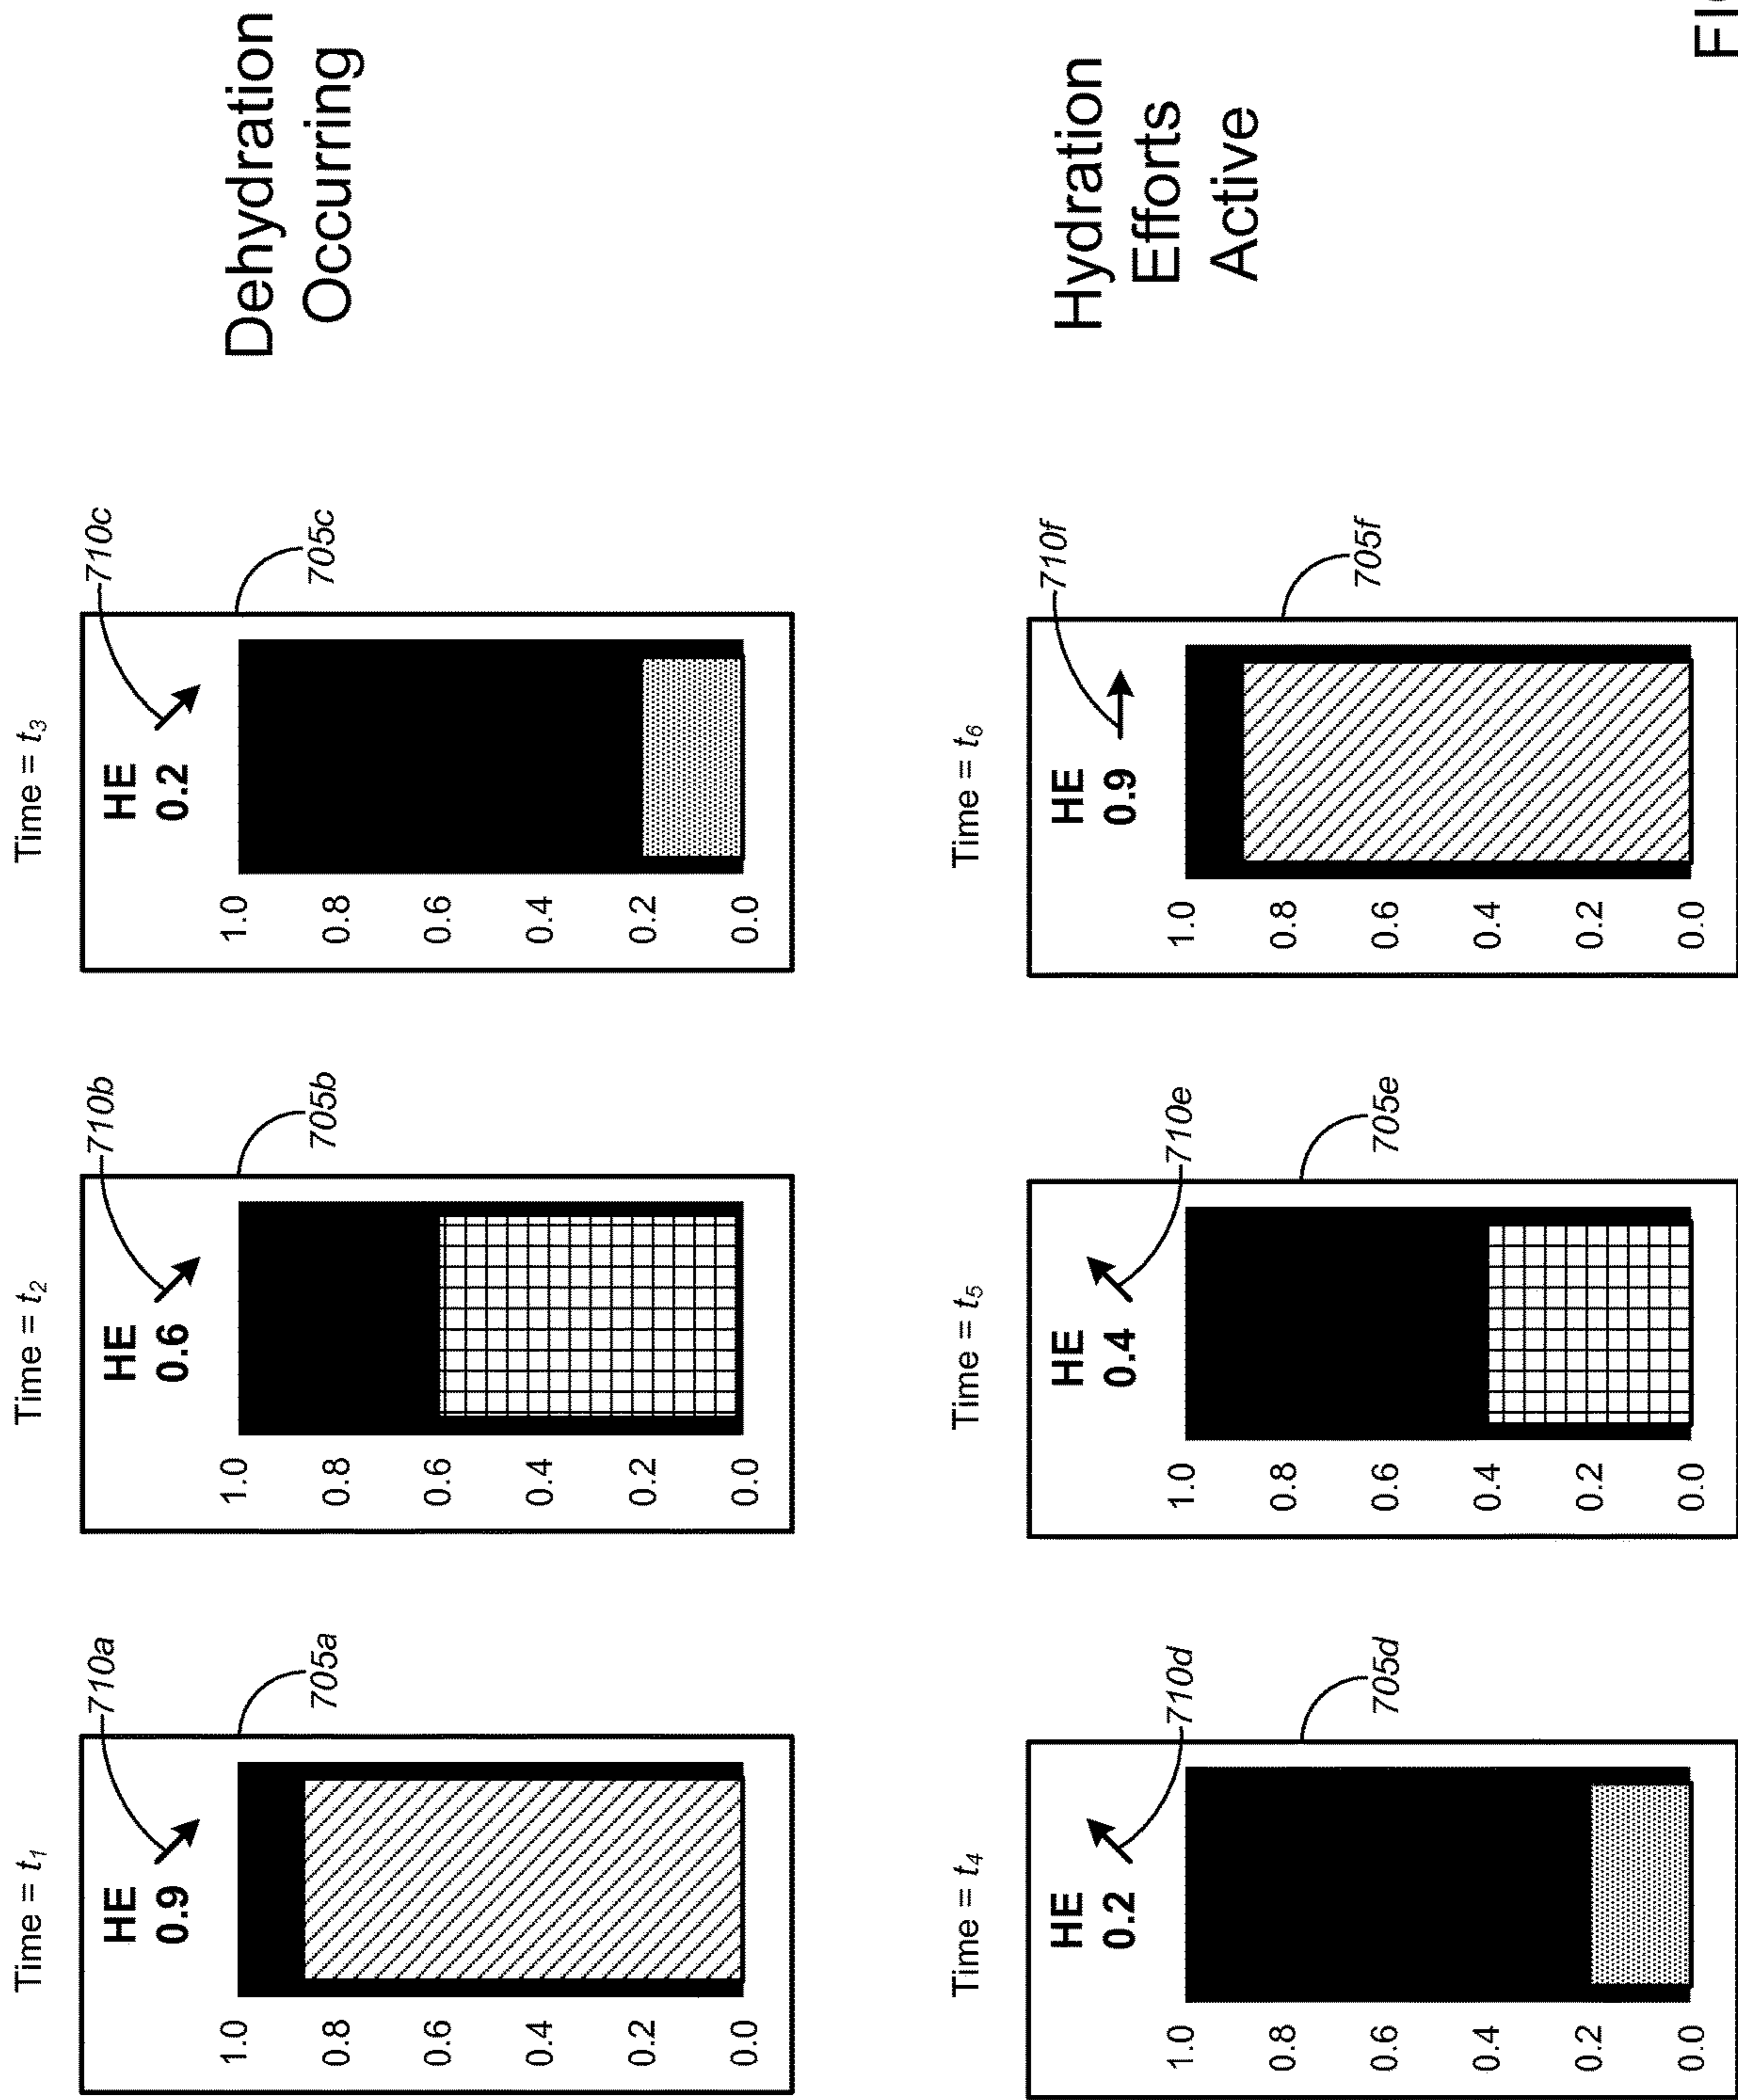 Time = t₁
HE
0.9
710a
1.0
0.8
0.6
0.4
0.2
0.0
705a
Time = t₂
HE
0.6
710b
1.0
0.8
0.6
0.4
0.2
0.0
705b
Time = t₃
HE
0.2
710c
1.0
0.8
0.6
0.4
0.2
0.0
705c
Dehydration
Occurring
Time = t₄
HE
0.2
710d
1.0
0.8
0.6
0.4
0.2
0.0
705d
Time = t₅
HE
0.4
710e
1.0
0.8
0.6
0.4
0.2
0.0
705e
Time = t₆
HE
0.9
710f
1.0
0.8
0.6
0.4
0.2
0.0
705f
Hydration
Efforts
Active